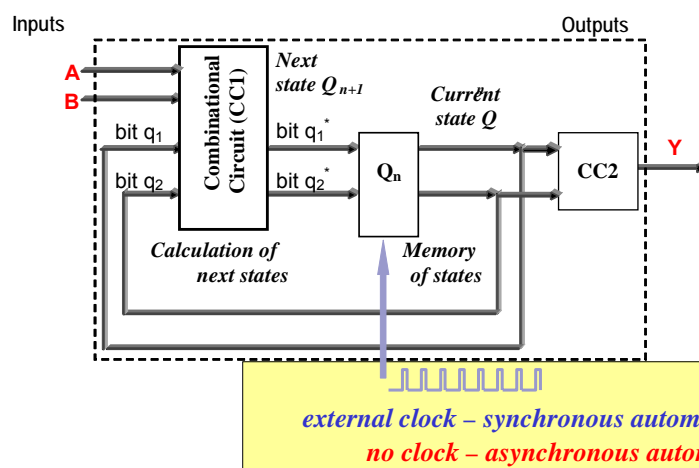 Inputs
Outputs
A
B
Combinational
Circuit (CC1)
Next
state Q n+1
Current
state Q
bit q1
bit q2
bit q1*
bit q2*
Qn
CC2
Y
Calculation of
next states
Memory
of states
external clock – synchronous autom
no clock – asynchronous auto